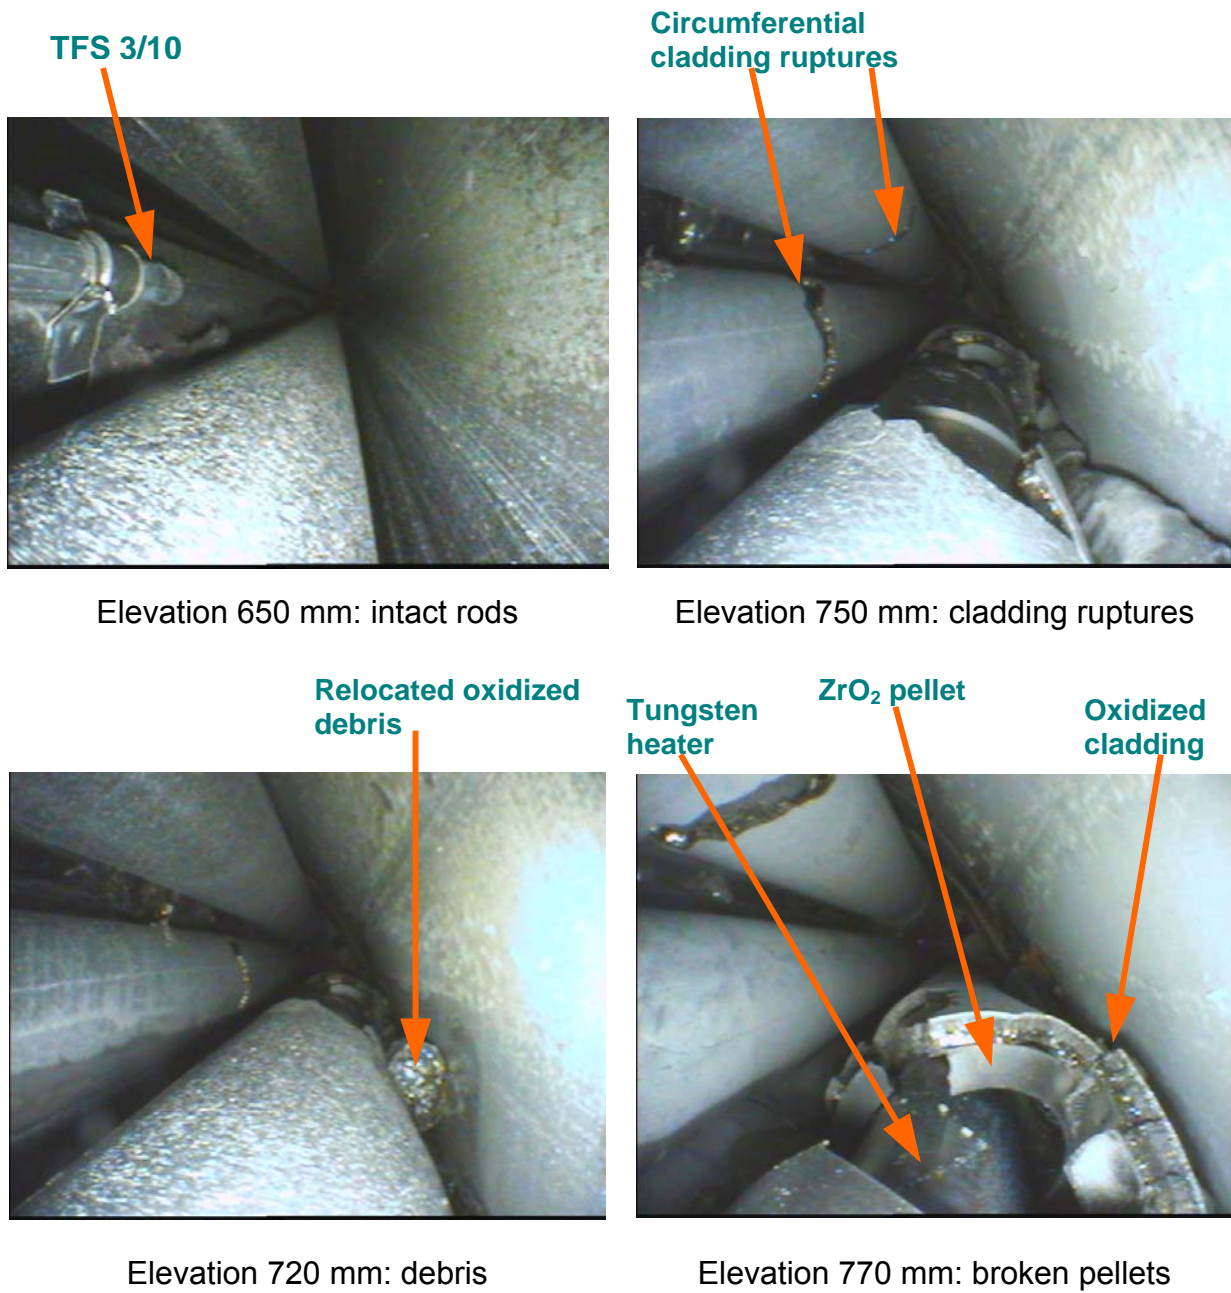 TFS 3/10
Circumferential
cladding ruptures
Elevation 650 mm: intact rods
Elevation 750 mm: cladding ruptures
Relocated oxidized
debris
Tungsten
heater
ZrO₂ pellet
Oxidized
cladding
Elevation 720 mm: debris
Elevation 770 mm: broken pellets